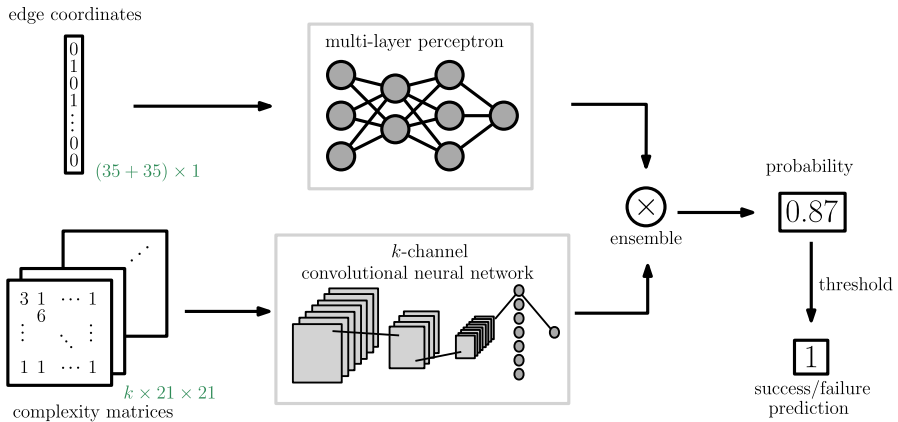 edge coordinates
0
1
0
1
⋮
0
0
(35 + 35) × 1
multi-layer perceptron
complexity matrices
3 1 ⋯ 1
6
⋮ ⋱ ⋮
1 1 ⋯ 1
⋰
k × 21 × 21
k-channel
convolutional neural network
×
ensemble
probability
0.87
threshold
1
success/failure
prediction